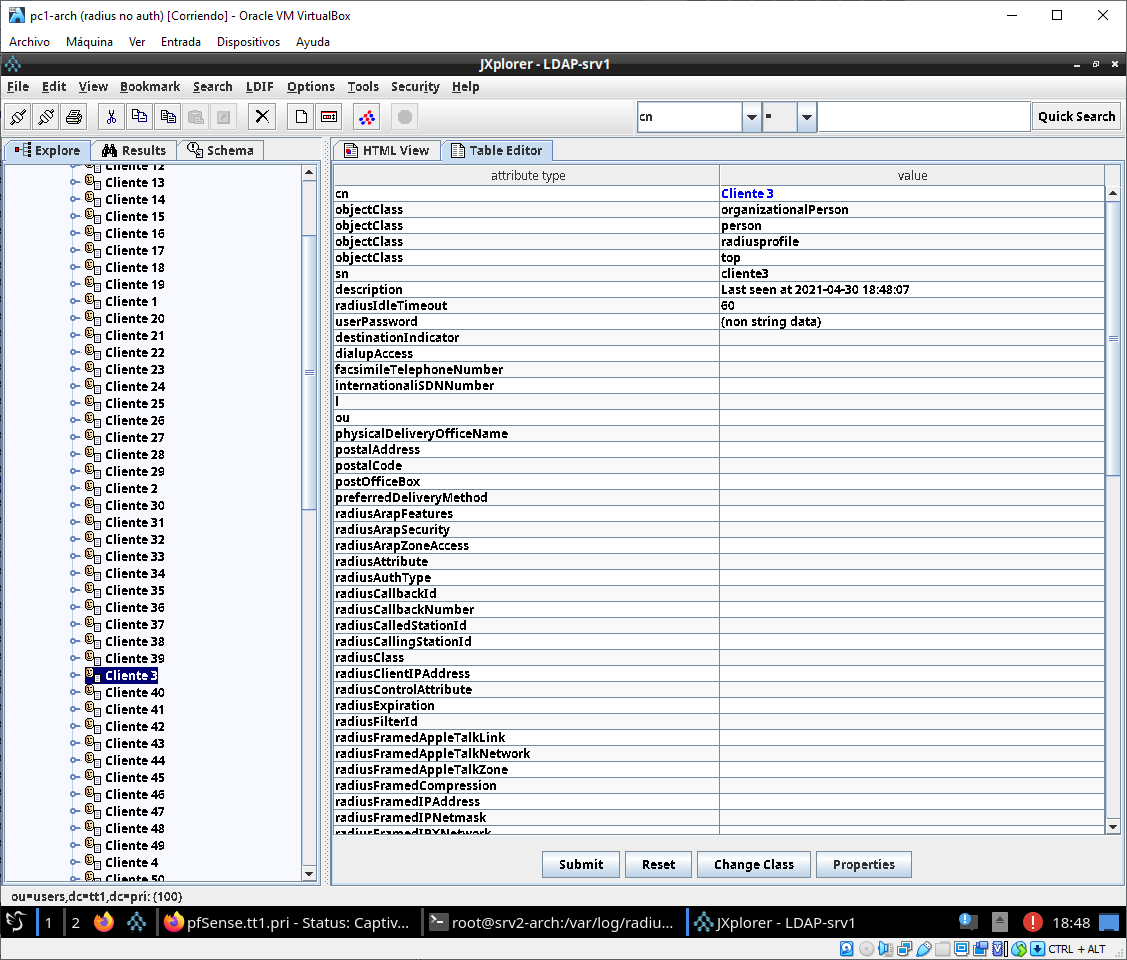 pc1-arch (radius no auth) [Corriendo] - Oracle VM VirtualBox
Archivo Máquina Ver Entrada Dispositivos Ayuda
JXplorer - LDAP-srv1
File Edit View Bookmark Search LDIF Options Tools Security Help
cn = Quick Search
Explore Results Schema
HTML View Table Editor
Cliente 12
Cliente 13
Cliente 14
Cliente 15
Cliente 16
Cliente 17
Cliente 18
Cliente 19
Cliente 1
Cliente 20
Cliente 21
Cliente 22
Cliente 23
Cliente 24
Cliente 25
Cliente 26
Cliente 27
Cliente 28
Cliente 29
Cliente 2
Cliente 30
Cliente 31
Cliente 32
Cliente 33
Cliente 34
Cliente 35
Cliente 36
Cliente 37
Cliente 38
Cliente 39
Cliente 3
Cliente 40
Cliente 41
Cliente 42
Cliente 43
Cliente 44
Cliente 45
Cliente 46
Cliente 47
Cliente 48
Cliente 49
Cliente 4
Cliente 50
attribute type value
cn Cliente 3
objectClass organizationalPerson
objectClass person
objectClass radiusprofile
objectClass top
sn cliente3
description Last seen at 2021-04-30 18:48:07
radiusIdleTimeout 60
userPassword (non string data)
destinationIndicator
dialupAccess
facsimileTelephoneNumber
internationaliSDNNumber
l
ou
physicalDeliveryOfficeName
postalAddress
postalCode
postOfficeBox
preferredDeliveryMethod
radiusArapFeatures
radiusArapSecurity
radiusArapZoneAccess
radiusAttribute
radiusAuthType
radiusCallbackId
radiusCallbackNumber
radiusCalledStationId
radiusCallingStationId
radiusClass
radiusClientIPAddress
radiusControlAttribute
radiusExpiration
radiusFilterId
radiusFramedAppleTalkLink
radiusFramedAppleTalkNetwork
radiusFramedAppleTalkZone
radiusFramedCompression
radiusFramedIPAddress
radiusFramedIPNetmask
radiusFramedIPXNetwork
Submit Reset Change Class Properties
ou=users,dc=tt1,dc=pri: (100)
1 2 pfSense.tt1.pri - Status: Captiv... root@srv2-arch:/var/log/radiu... JXplorer - LDAP-srv1 18:48
CTRL + ALT